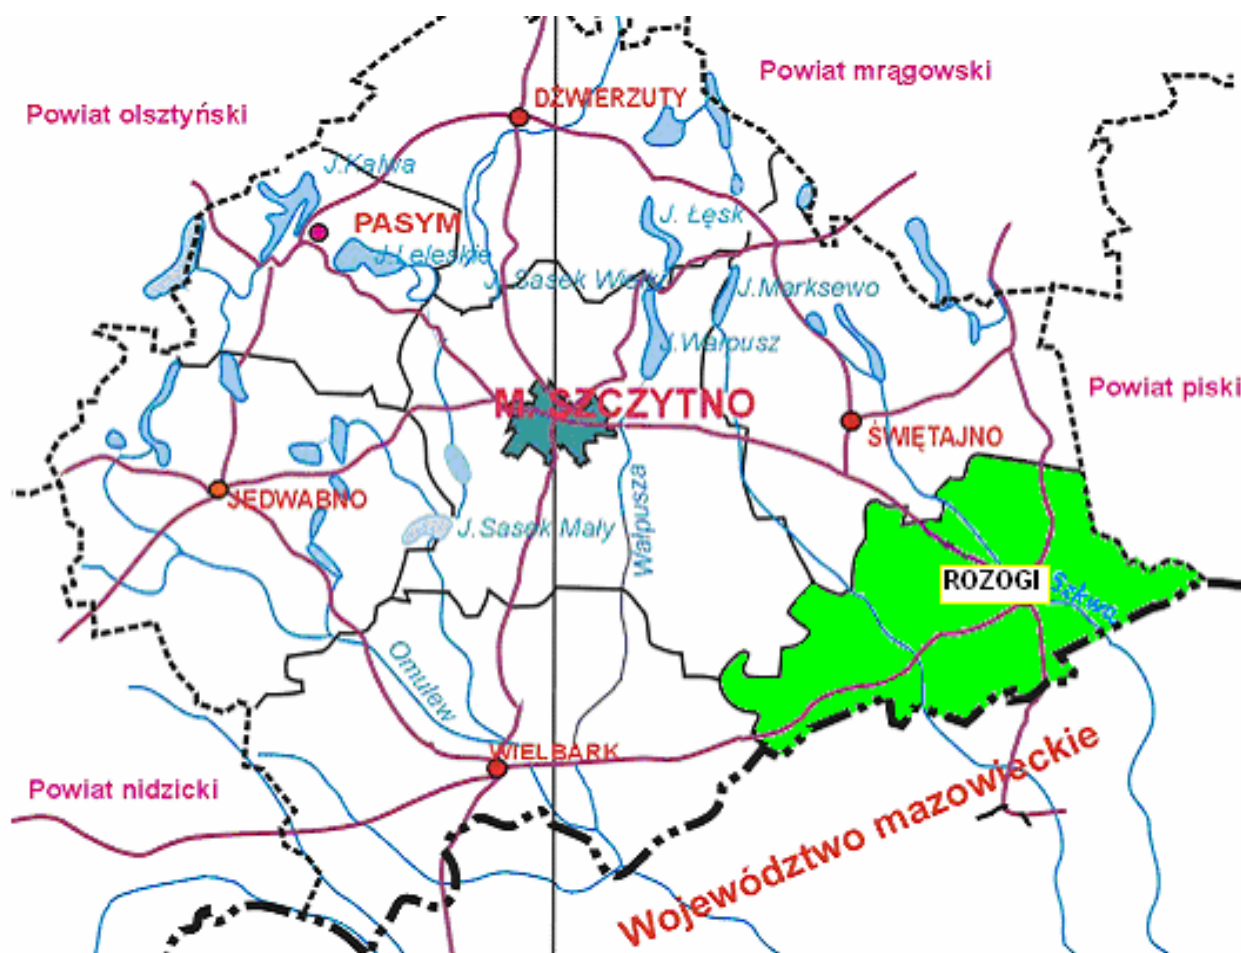 Powiat mrągowski
DŹWIERZUTY
Powiat olsztyński
J.Kalwa
PASYM
J. Łęsk
J.Leleskie
J. Sasek Wielki
J.Marksewo
J.Wałpusz
Powiat piski
M. SZCZYTNO
ŚWIĘTAJNO
JEDWABNO
Wałpusza
J.Sasek Mały
ROZOGI
Szkwa
Omulew
WIELBARK
Powiat nidzicki
Województwo mazowieckie